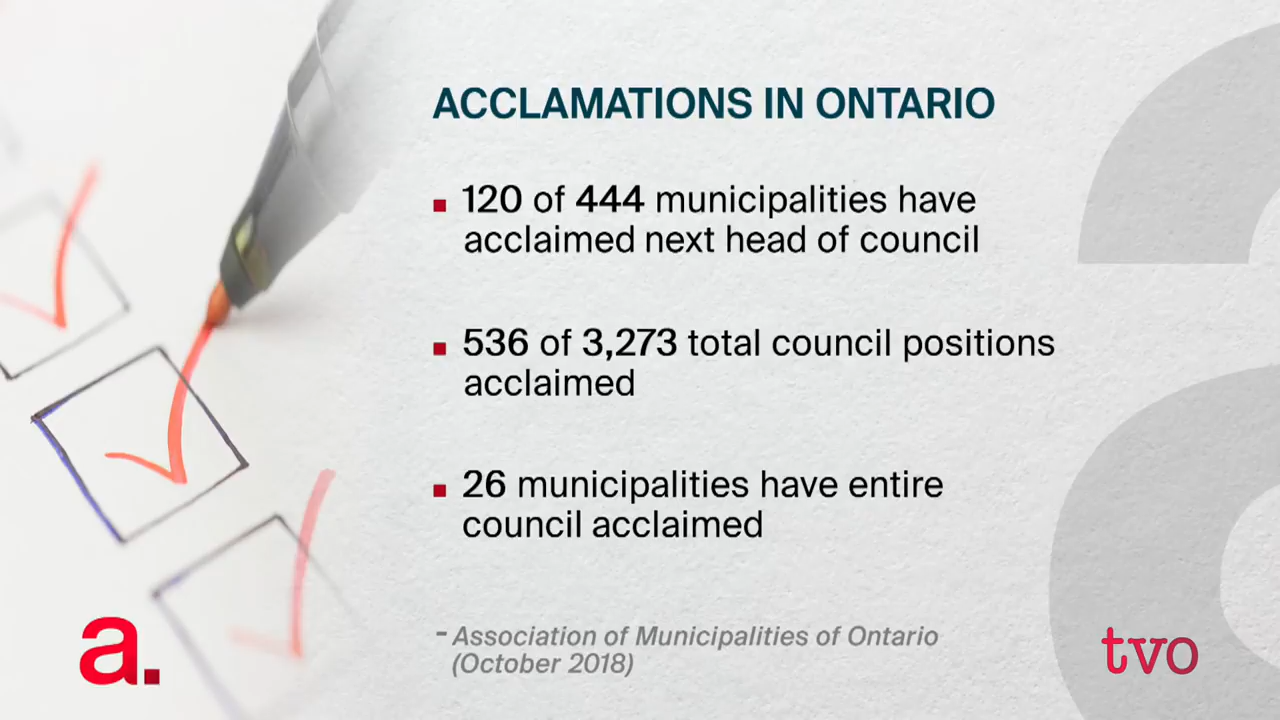 ACCLAMATIONS IN ONTARIO
120 of 444 municipalities have
acclaimed next head of council
536 of 3,273 total council positions
acclaimed
26 municipalities have entire
council acclaimed
- Association of Municipalities of Ontario
(October 2018)
a.
tvo